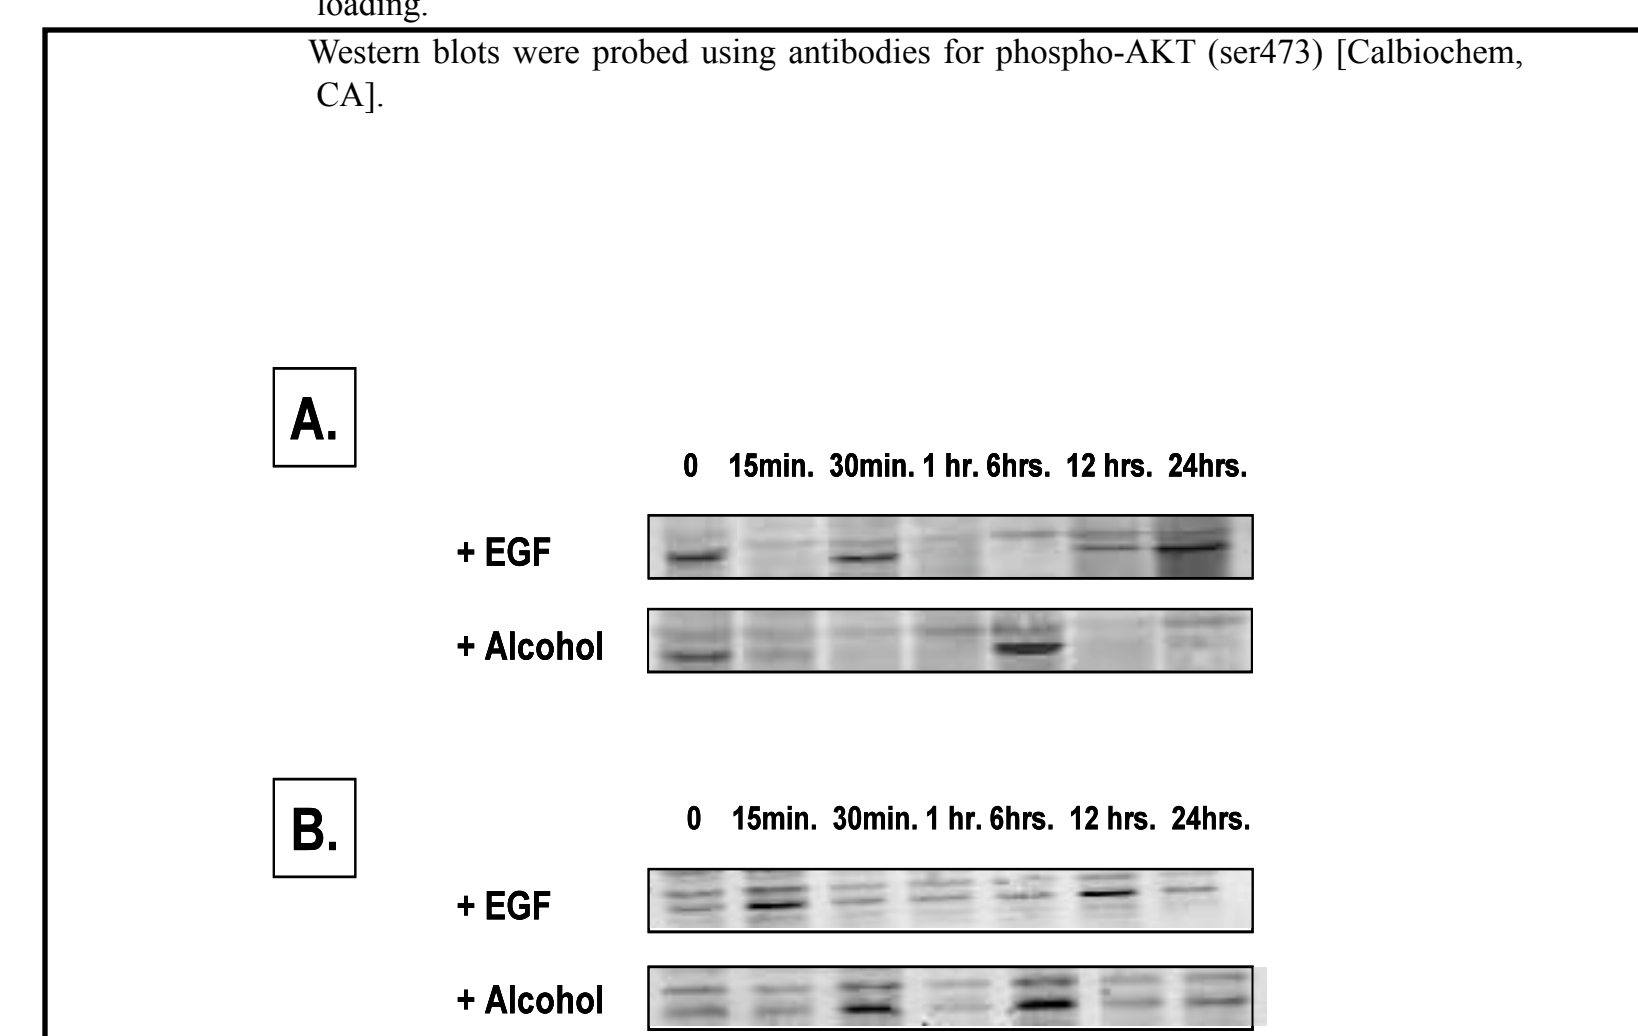 loading.
Western blots were probed using antibodies for phospho-AKT (ser473) [Calbiochem,
CA].
A.
0 15min. 30min. 1 hr. 6hrs. 12 hrs. 24hrs.
+ EGF
+ Alcohol
B.
0 15min. 30min. 1 hr. 6hrs. 12 hrs. 24hrs.
+ EGF
+ Alcohol